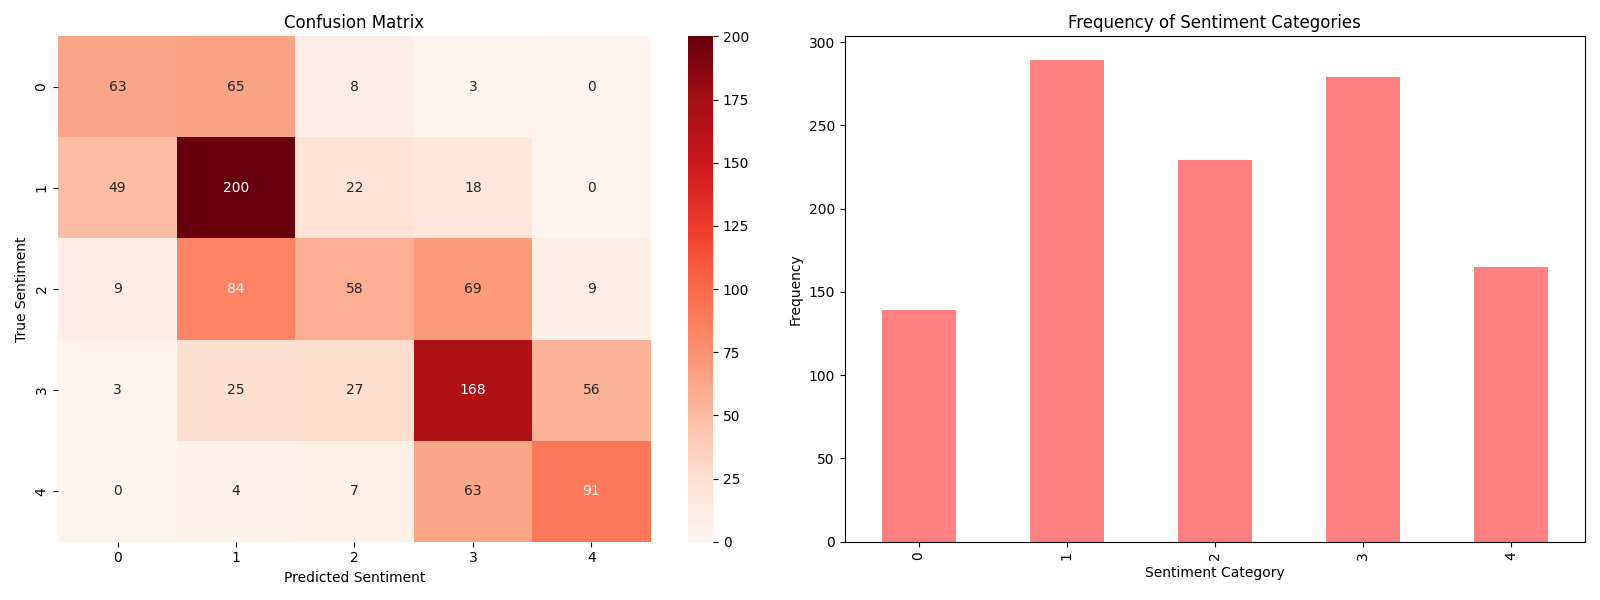 Confusion Matrix
0 63 65 8 3 0
1 49 200 22 18 0
2 9 84 58 69 9
3 3 25 27 168 56
4 0 4 7 63 91
0 1 2 3 4
True Sentiment
Predicted Sentiment
200
175
150
125
100
75
50
25
0
Frequency of Sentiment Categories
300
250
200
150
100
50
0
Frequency
0 1 2 3 4
Sentiment Category